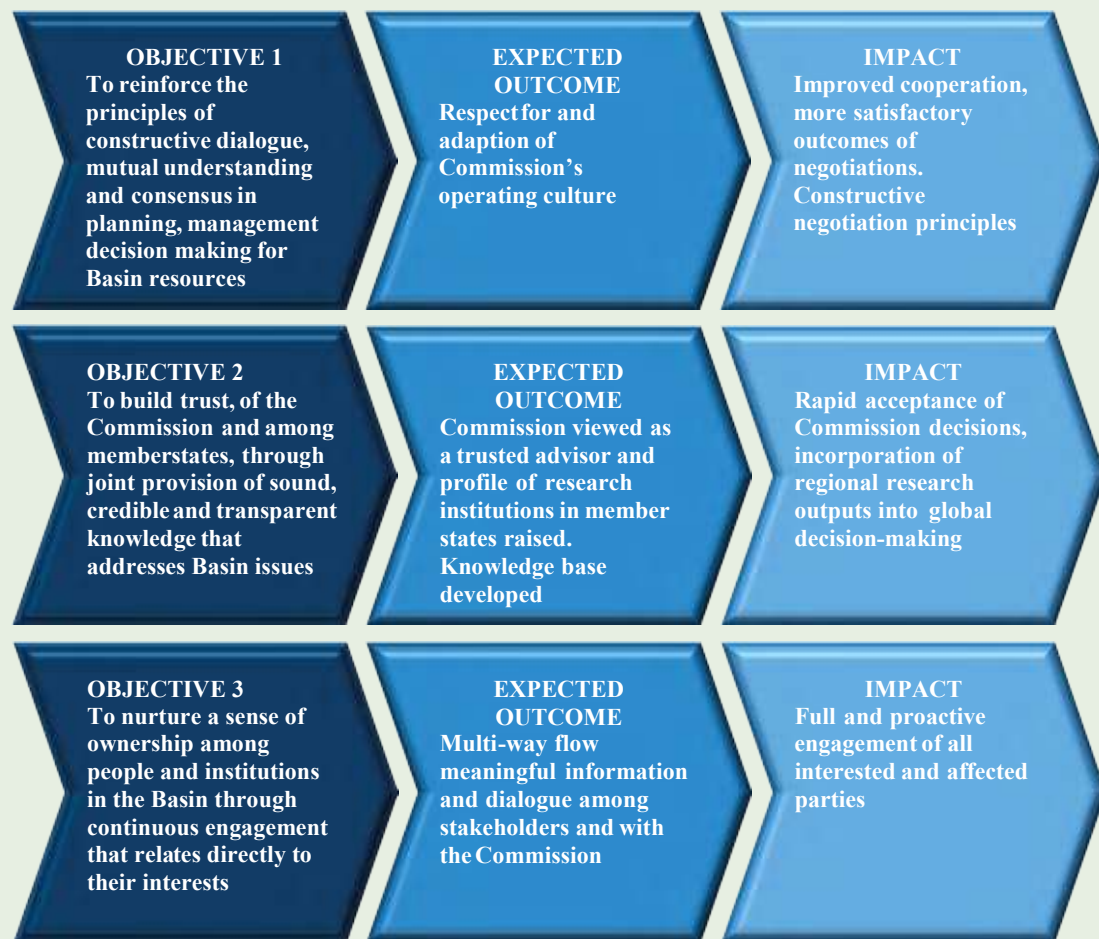 OBJECTIVE 1
To reinforce the
principles of
constructive dialogue,
mutual understanding
and consensus in
planning, management
decision making for
Basin resources
EXPECTED
OUTCOME
Respect for and
adaption of
Commission’s
operating culture
IMPACT
Improved cooperation,
more satisfactory
outcomes of
negotiations.
Constructive
negotiation principles
OBJECTIVE 2
To build trust, of the
Commission and among
memberstates, through
joint provision of sound,
credible and transparent
knowledge that
addresses Basin issues
EXPECTED
OUTCOME
Commission viewed as
a trusted advisor and
profile of research
institutions in member
states raised.
Knowledge base
developed
IMPACT
Rapid acceptance of
Commission decisions,
incorporation of
regional research
outputs into global
decision-making
OBJECTIVE 3
To nurture a sense of
ownership among
people and institutions
in the Basin through
continuous engagement
that relates directly to
their interests
EXPECTED
OUTCOME
Multi-way flow
meaningful information
and dialogue among
stakeholders and with
the Commission
IMPACT
Full and proactive
engagement of all
interested and affected
parties